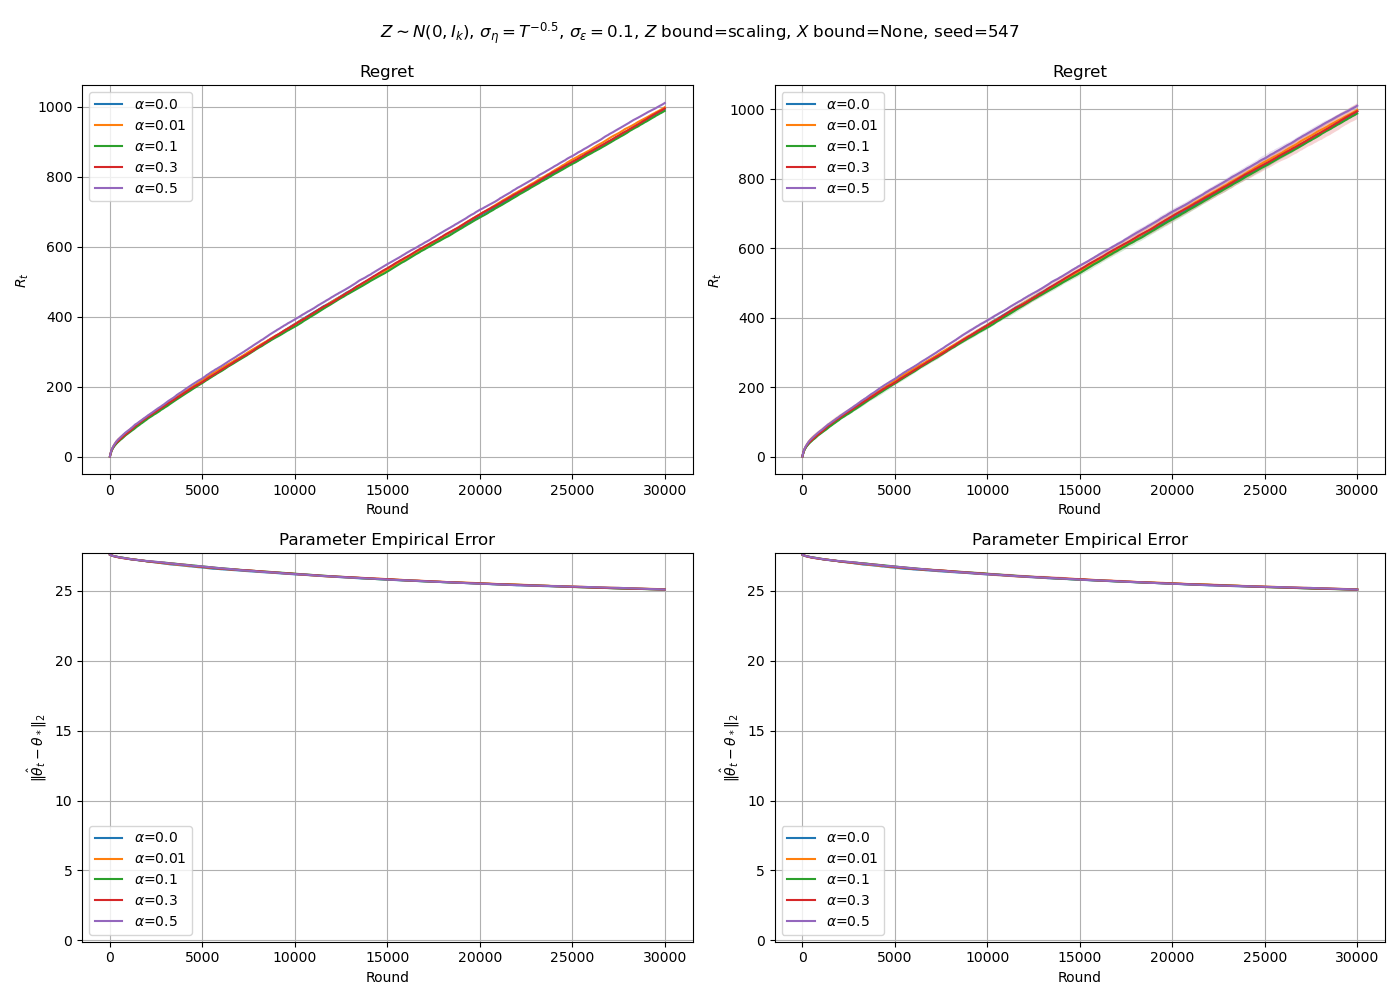 Z ∼ N(0, I_k), σ_η = T^{−0.5}, σ_ε = 0.1, Z bound=scaling, X bound=None, seed=547
Regret
R_t
1000
800
600
400
200
0
α=0.0
α=0.01
α=0.1
α=0.3
α=0.5
0 5000 10000 15000 20000 25000 30000
Round
Regret
R_t
1000
800
600
400
200
0
α=0.0
α=0.01
α=0.1
α=0.3
α=0.5
0 5000 10000 15000 20000 25000 30000
Round
Parameter Empirical Error
‖θ̂_t − θ_*‖_2
25
20
15
10
5
0
α=0.0
α=0.01
α=0.1
α=0.3
α=0.5
0 5000 10000 15000 20000 25000 30000
Round
Parameter Empirical Error
‖θ̂_t − θ_*‖_2
25
20
15
10
5
0
α=0.0
α=0.01
α=0.1
α=0.3
α=0.5
0 5000 10000 15000 20000 25000 30000
Round